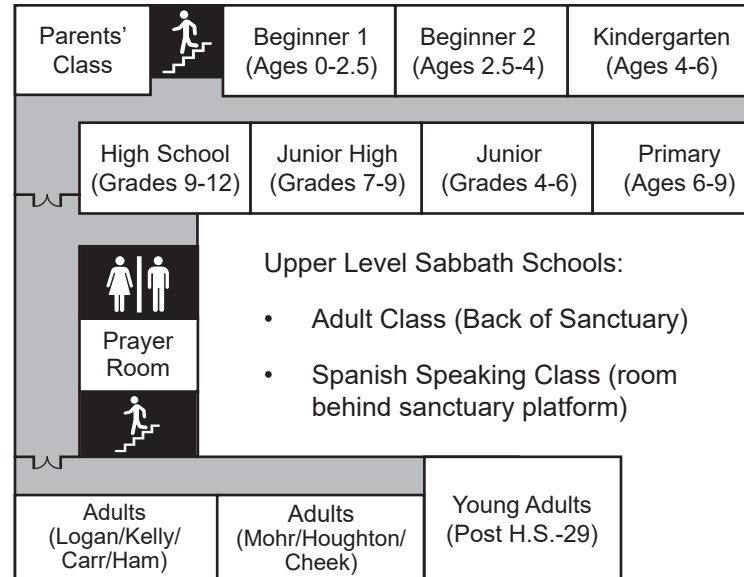 Parents’
Class
Beginner 1
(Ages 0-2.5)
Beginner 2
(Ages 2.5-4)
Kindergarten
(Ages 4-6)
High School
(Grades 9-12)
Junior High
(Grades 7-9)
Junior
(Grades 4-6)
Primary
(Ages 6-9)
Upper Level Sabbath Schools:
• Adult Class (Back of Sanctuary)
• Spanish Speaking Class (room
behind sanctuary platform)
Prayer
Room
Adults
(Logan/Kelly/
Carr/Ham)
Adults
(Mohr/Houghton/
Cheek)
Young Adults
(Post H.S.-29)